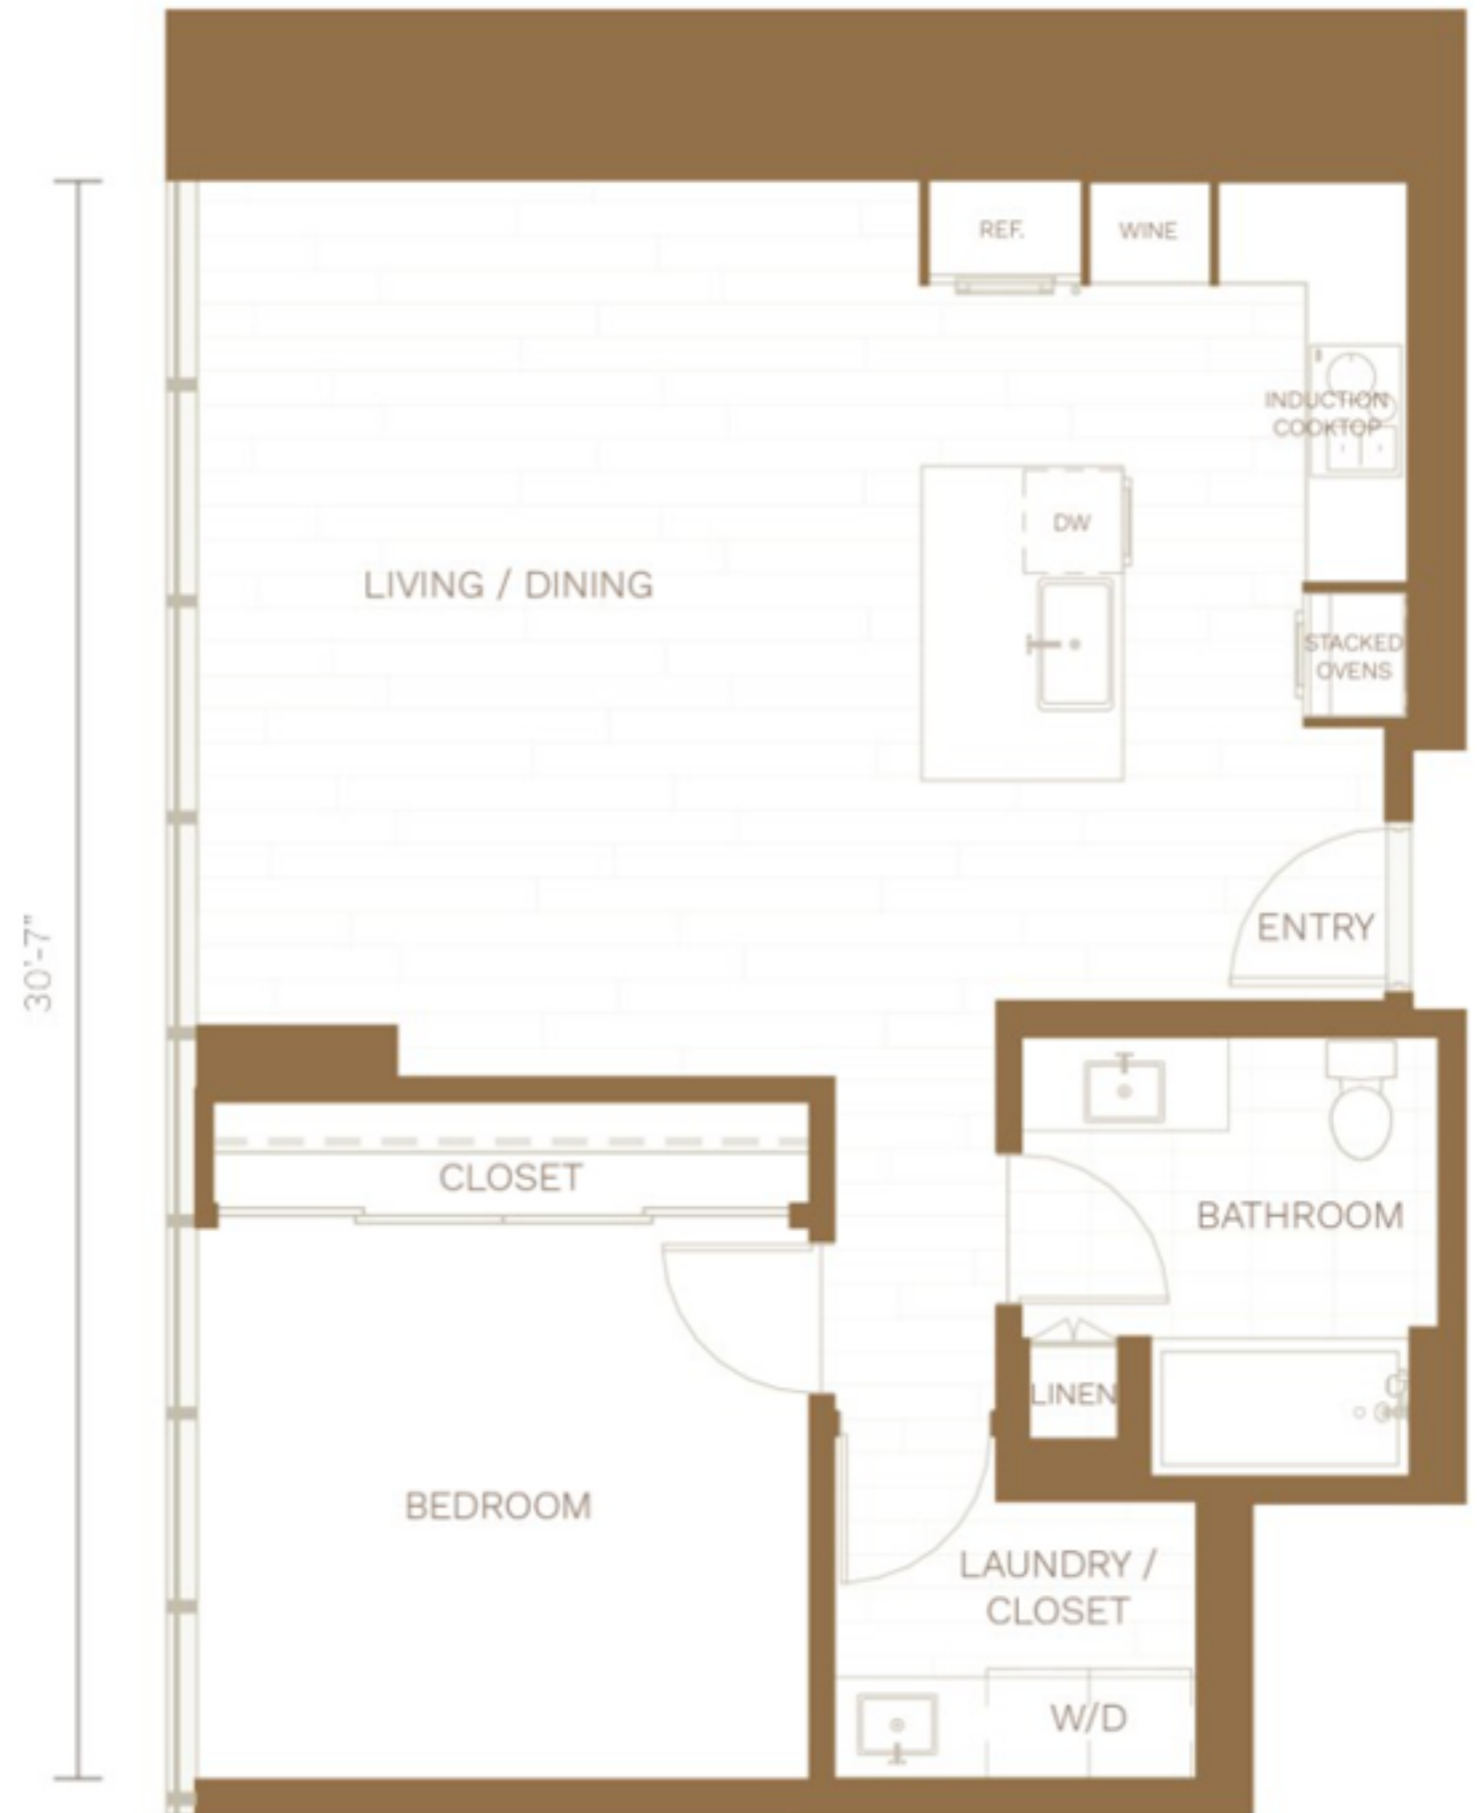 REF.
WINE
INDUCTION
COOKTOP
DW
LIVING / DINING
STACKED
OVENS
ENTRY
30'-7"
CLOSET
BATHROOM
LINEN
BEDROOM
LAUNDRY /
CLOSET
W/D